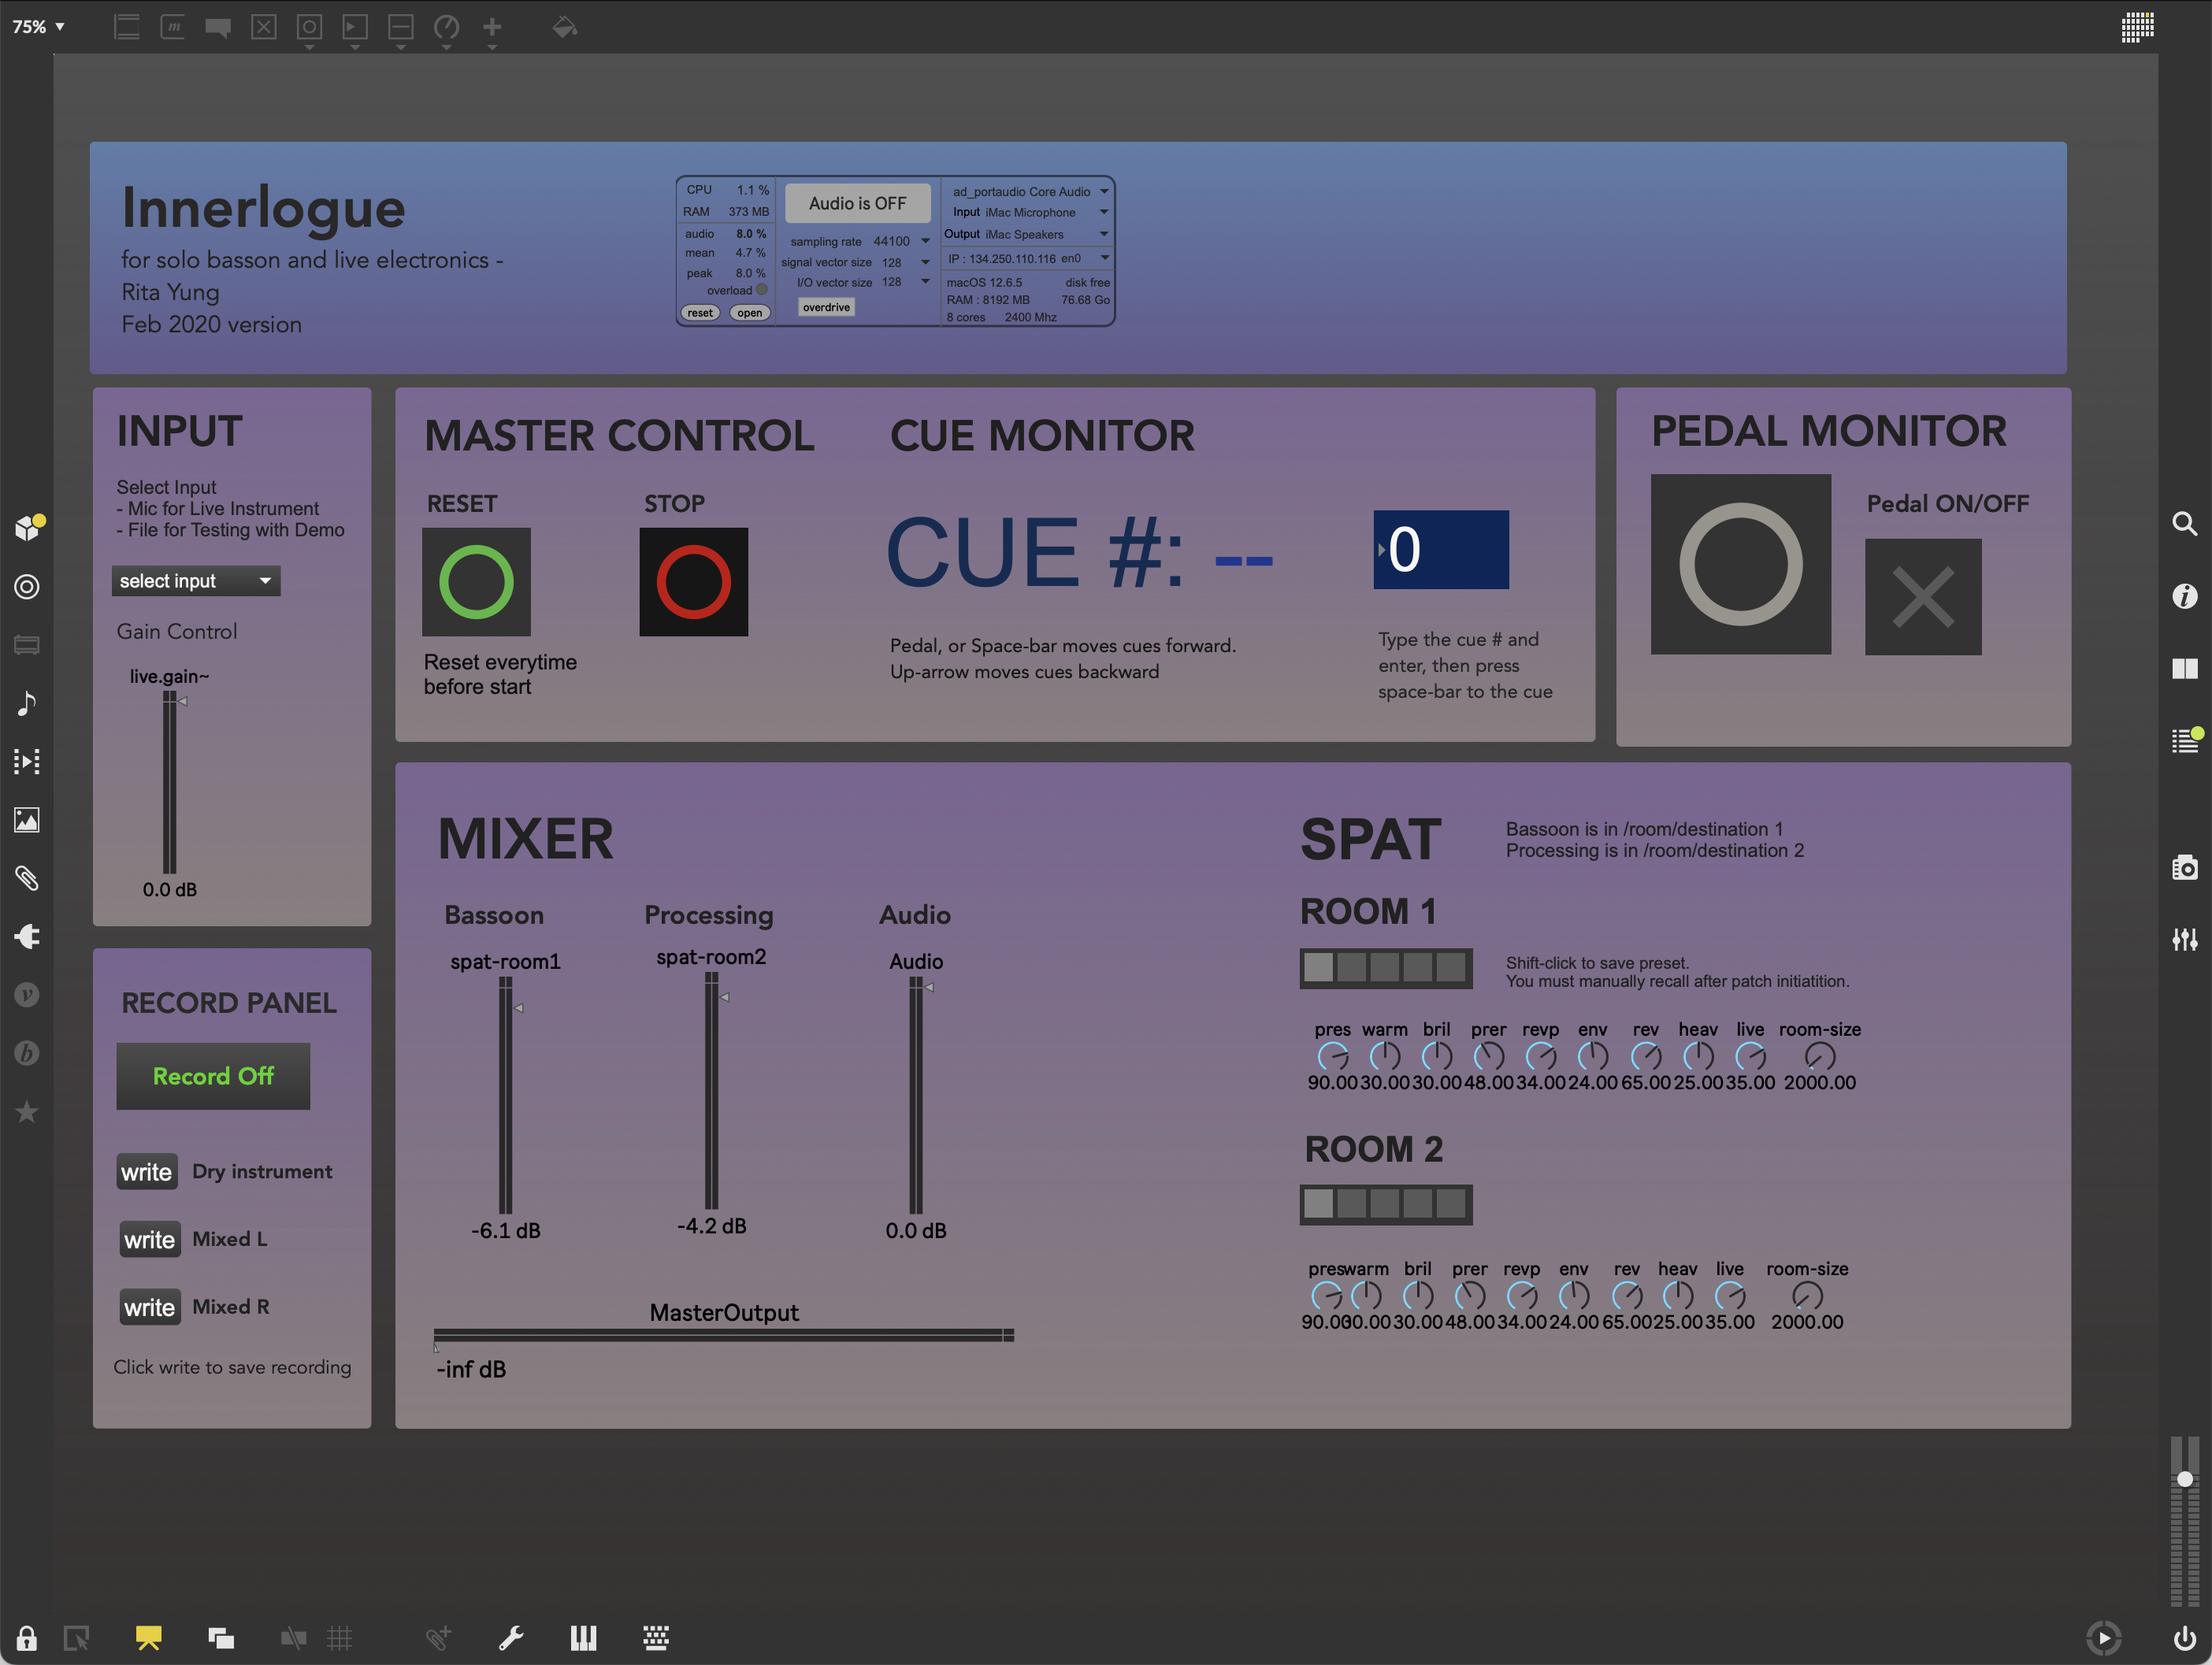 75%
Innerlogue
for solo basson and live electronics -
Rita Yung
Feb 2020 version
CPU 1.1 %
RAM 373 MB
audio 8.0 %
mean 4.7 %
peak 8.0 %
overload
reset open
Audio is OFF
sampling rate 44100
signal vector size 128
I/O vector size 128
overdrive
ad_portaudio Core Audio
Input iMac Microphone
Output iMac Speakers
IP : 134.250.110.116 en0
macOS 12.6.5 disk free
RAM : 8192 MB 76.68 Go
8 cores 2400 Mhz
INPUT
Select Input
- Mic for Live Instrument
- File for Testing with Demo
select input
Gain Control
live.gain~
0.0 dB
MASTER CONTROL
RESET
STOP
Reset everytime
before start
CUE MONITOR
CUE #: --
0
Pedal, or Space-bar moves cues forward.
Up-arrow moves cues backward
Type the cue # and
enter, then press
space-bar to the cue
PEDAL MONITOR
Pedal ON/OFF
RECORD PANEL
Record Off
write Dry instrument
write Mixed L
write Mixed R
Click write to save recording
MIXER
Bassoon Processing Audio
spat-room1 spat-room2 Audio
-6.1 dB -4.2 dB 0.0 dB
MasterOutput
-inf dB
SPAT
Bassoon is in /room/destination 1
Processing is in /room/destination 2
ROOM 1
Shift-click to save preset.
You must manually recall after patch initiatition.
pres warm bril prer revp env rev heav live room-size
90.00 30.00 30.00 48.00 34.00 24.00 65.00 25.00 35.00 2000.00
ROOM 2
pres warm bril prer revp env rev heav live room-size
90.00 30.00 30.00 48.00 34.00 24.00 65.00 25.00 35.00 2000.00